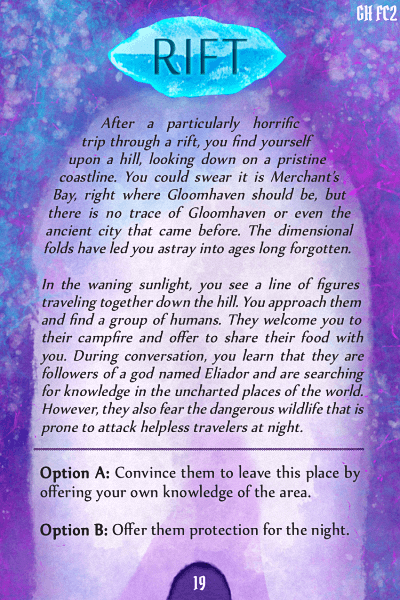 GH FC2
RIFT
After a particularly horrific
trip through a rift, you find yourself
upon a hill, looking down on a pristine
coastline. You could swear it is Merchant's
Bay, right where Gloomhaven should be, but
there is no trace of Gloomhaven or even the
ancient city that came before. The dimensional
folds have led you astray into ages long forgotten.
In the waning sunlight, you see a line of figures
traveling together down the hill. You approach them
and find a group of humans. They welcome you to
their campfire and offer to share their food with
you. During conversation, you learn that they are
followers of a god named Eliador and are searching
for knowledge in the uncharted places of the world.
However, they also fear the dangerous wildlife that is
prone to attack helpless travelers at night.
Option A: Convince them to leave this place by
offering your own knowledge of the area.
Option B: Offer them protection for the night.
19